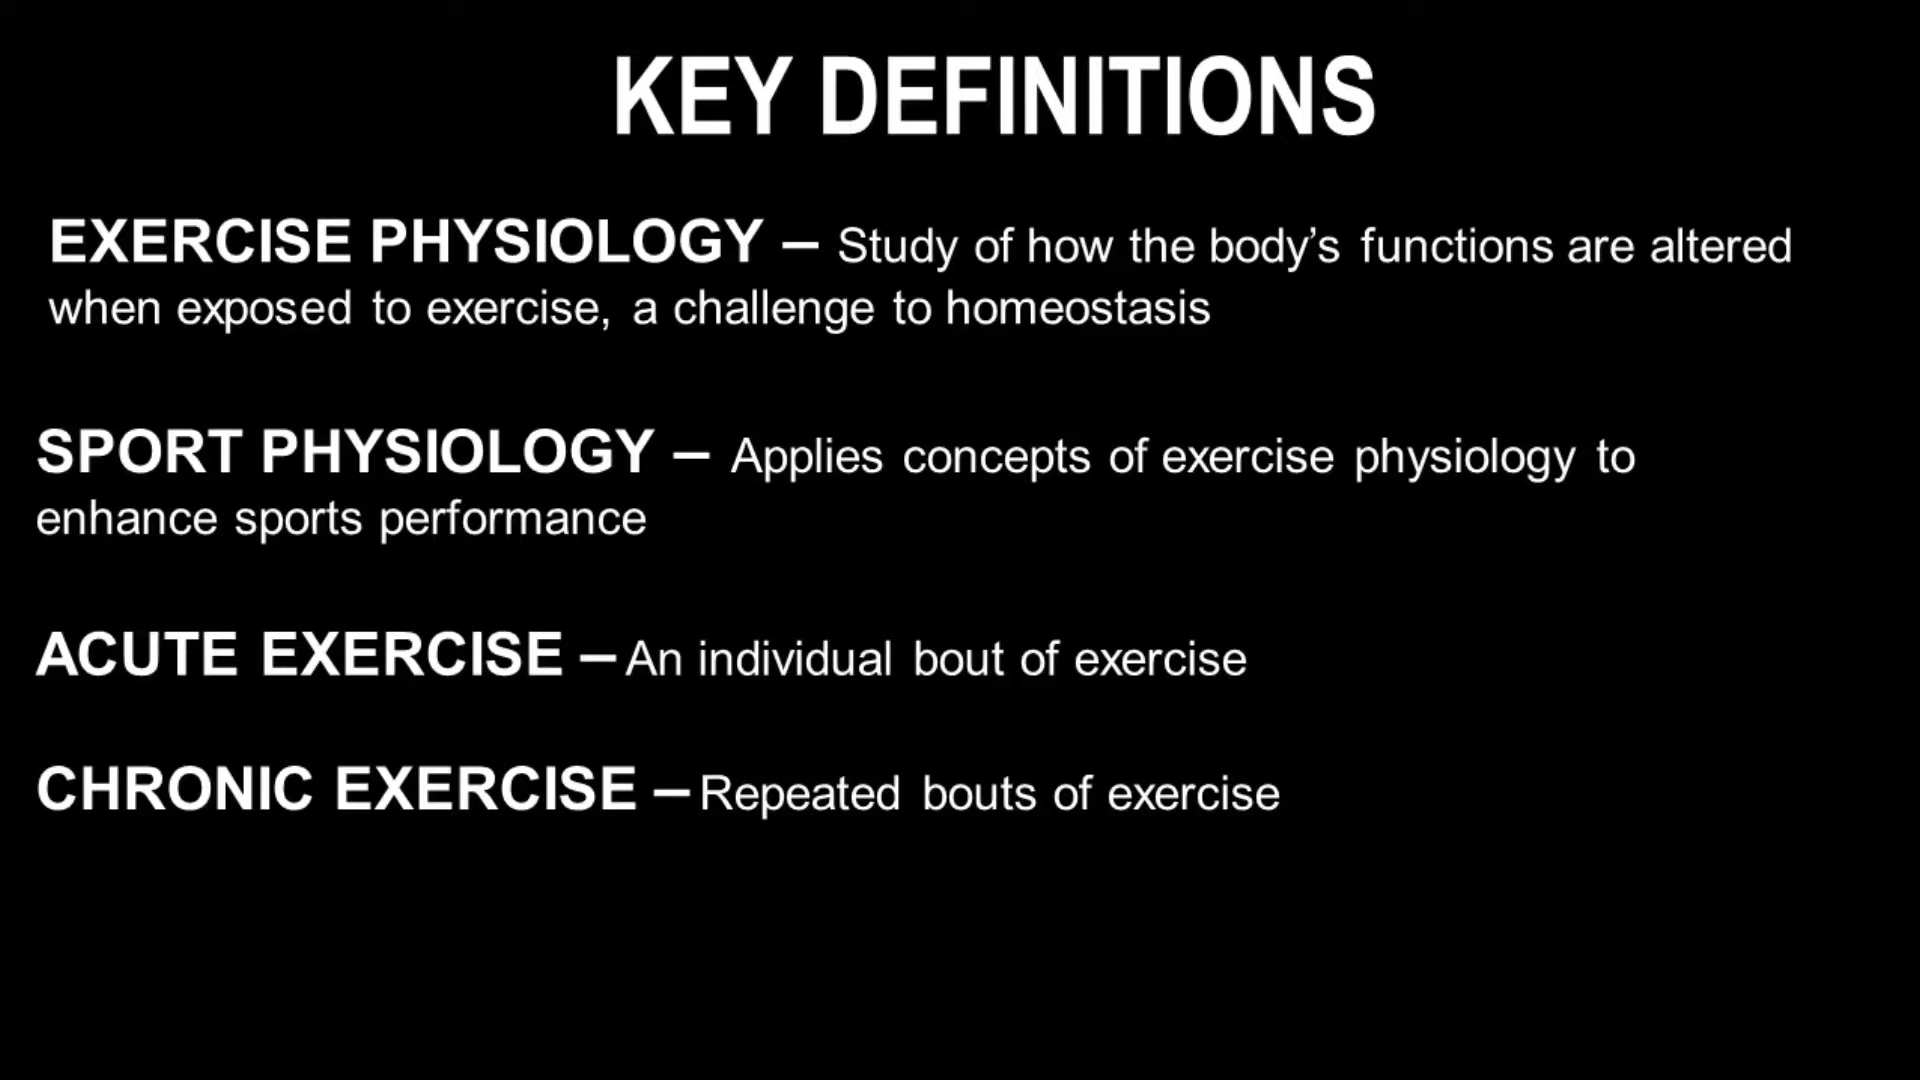 KEY DEFINITIONS
EXERCISE PHYSIOLOGY – Study of how the body’s functions are altered
when exposed to exercise, a challenge to homeostasis
SPORT PHYSIOLOGY – Applies concepts of exercise physiology to
enhance sports performance
ACUTE EXERCISE – An individual bout of exercise
CHRONIC EXERCISE – Repeated bouts of exercise